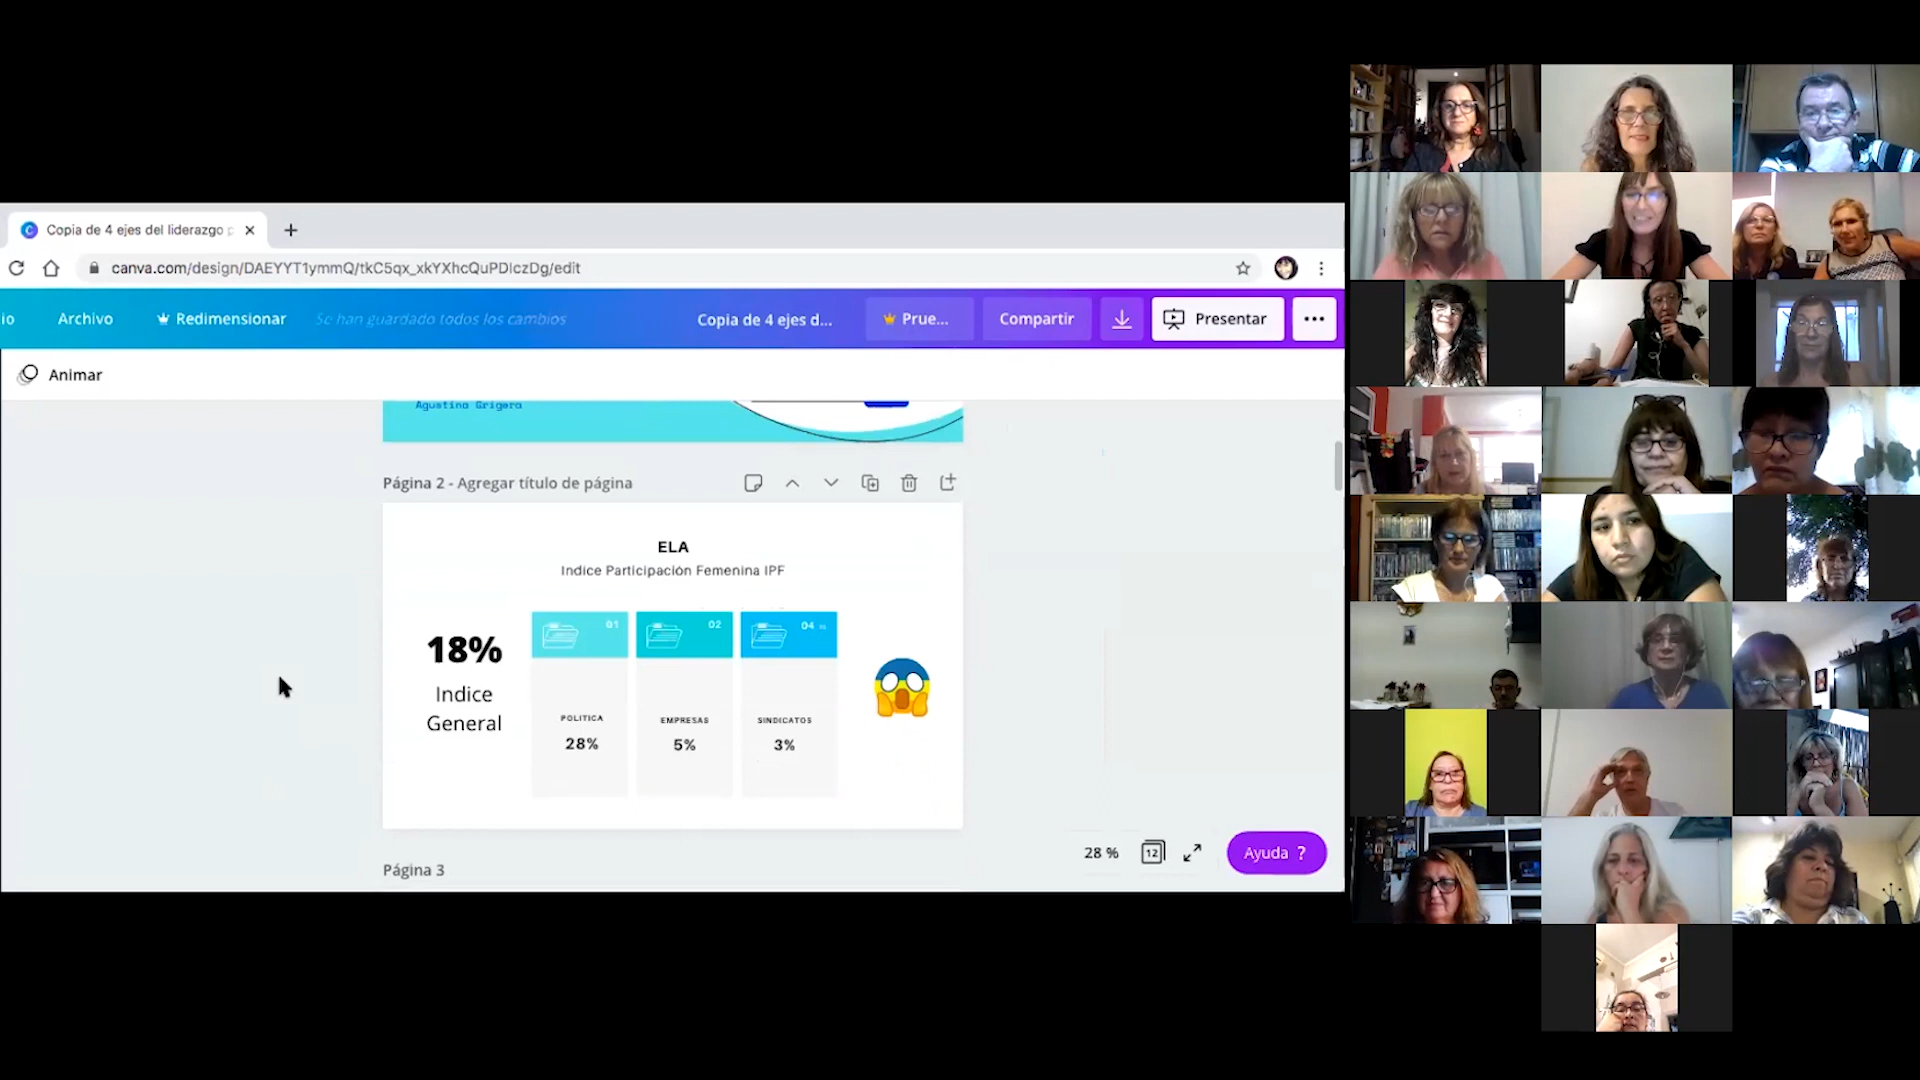 Copia de 4 ejes del liderazgo p
canva.com/design/DAEYYT1ymmQ/tkC5qx_xkYXhcQuPDIczDg/edit
io
Archivo
Redimensionar
Se han guardado todos los cambios
Copia de 4 ejes d...
Prue...
Compartir
Presentar
Animar
Agustina Grigera
Página 2 - Agregar título de página
ELA
Indice Participación Femenina IPF
18%
Indice
General
01
02
04
POLITICA
28%
EMPRESAS
5%
SINDICATOS
3%
Página 3
28 %
12
Ayuda ?